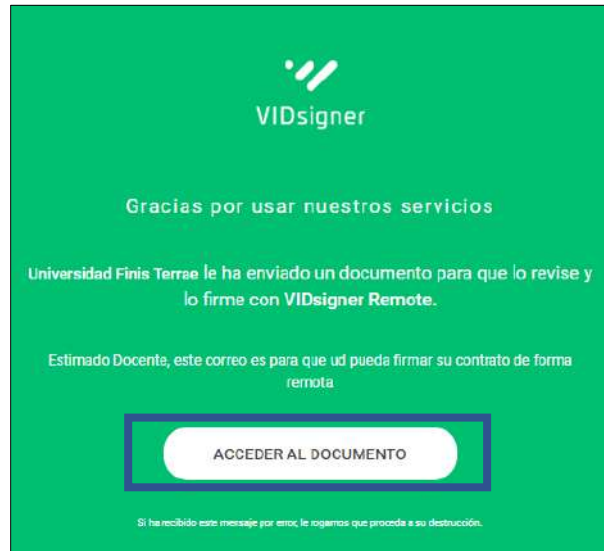 VIDsigner
Gracias por usar nuestros servicios
Universidad Finis Terrae le ha enviado un documento para que lo revise y
lo firme con VIDsigner Remote.
Estimado Docente, este correo es para que ud pueda firmar su contrato de forma
remota
ACCEDER AL DOCUMENTO
Si ha recibido este mensaje por error, le rogamos que proceda a su destrucción.